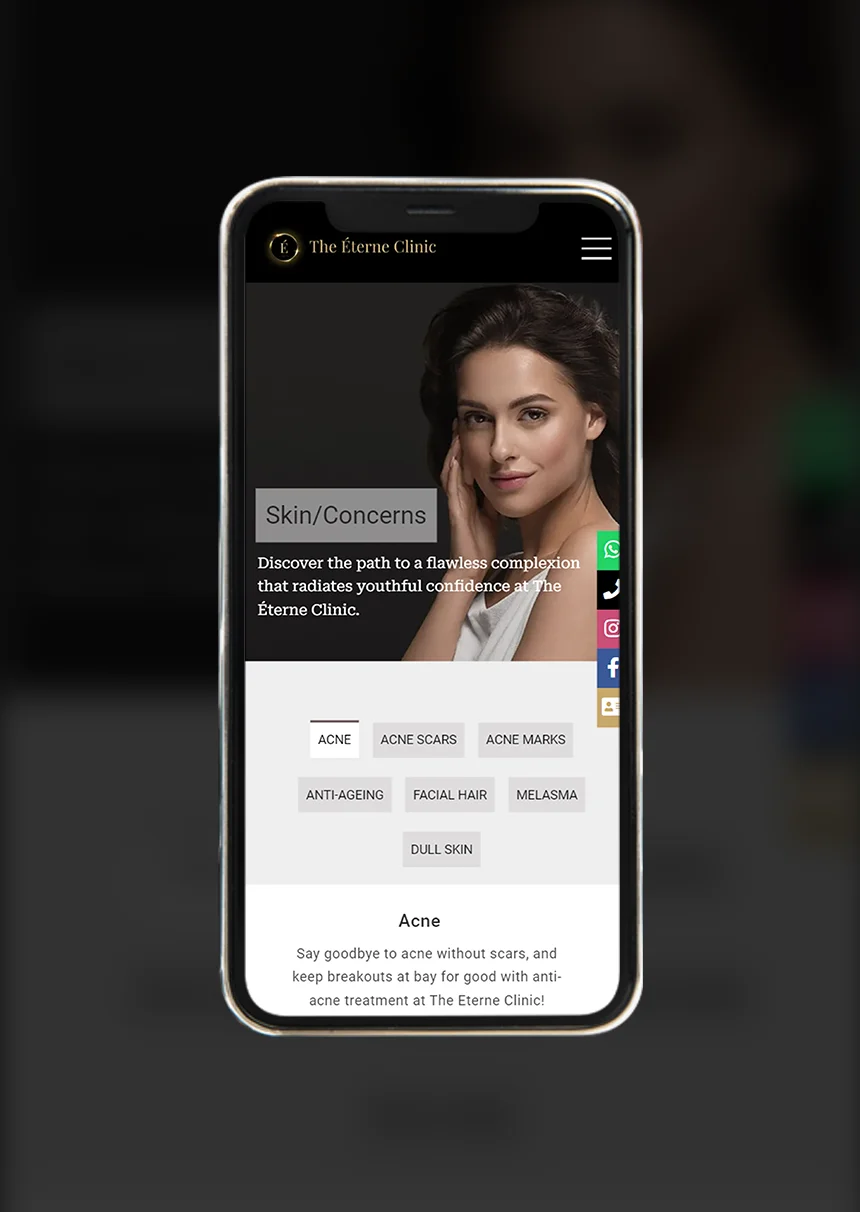 É The Éterne Clinic
Skin/Concerns
Discover the path to a flawless complexion
that radiates youthful confidence at The
Éterne Clinic.
ACNE ACNE SCARS ACNE MARKS
ANTI-AGEING FACIAL HAIR MELASMA
DULL SKIN
Acne
Say goodbye to acne without scars, and
keep breakouts at bay for good with anti-
acne treatment at The Eterne Clinic!